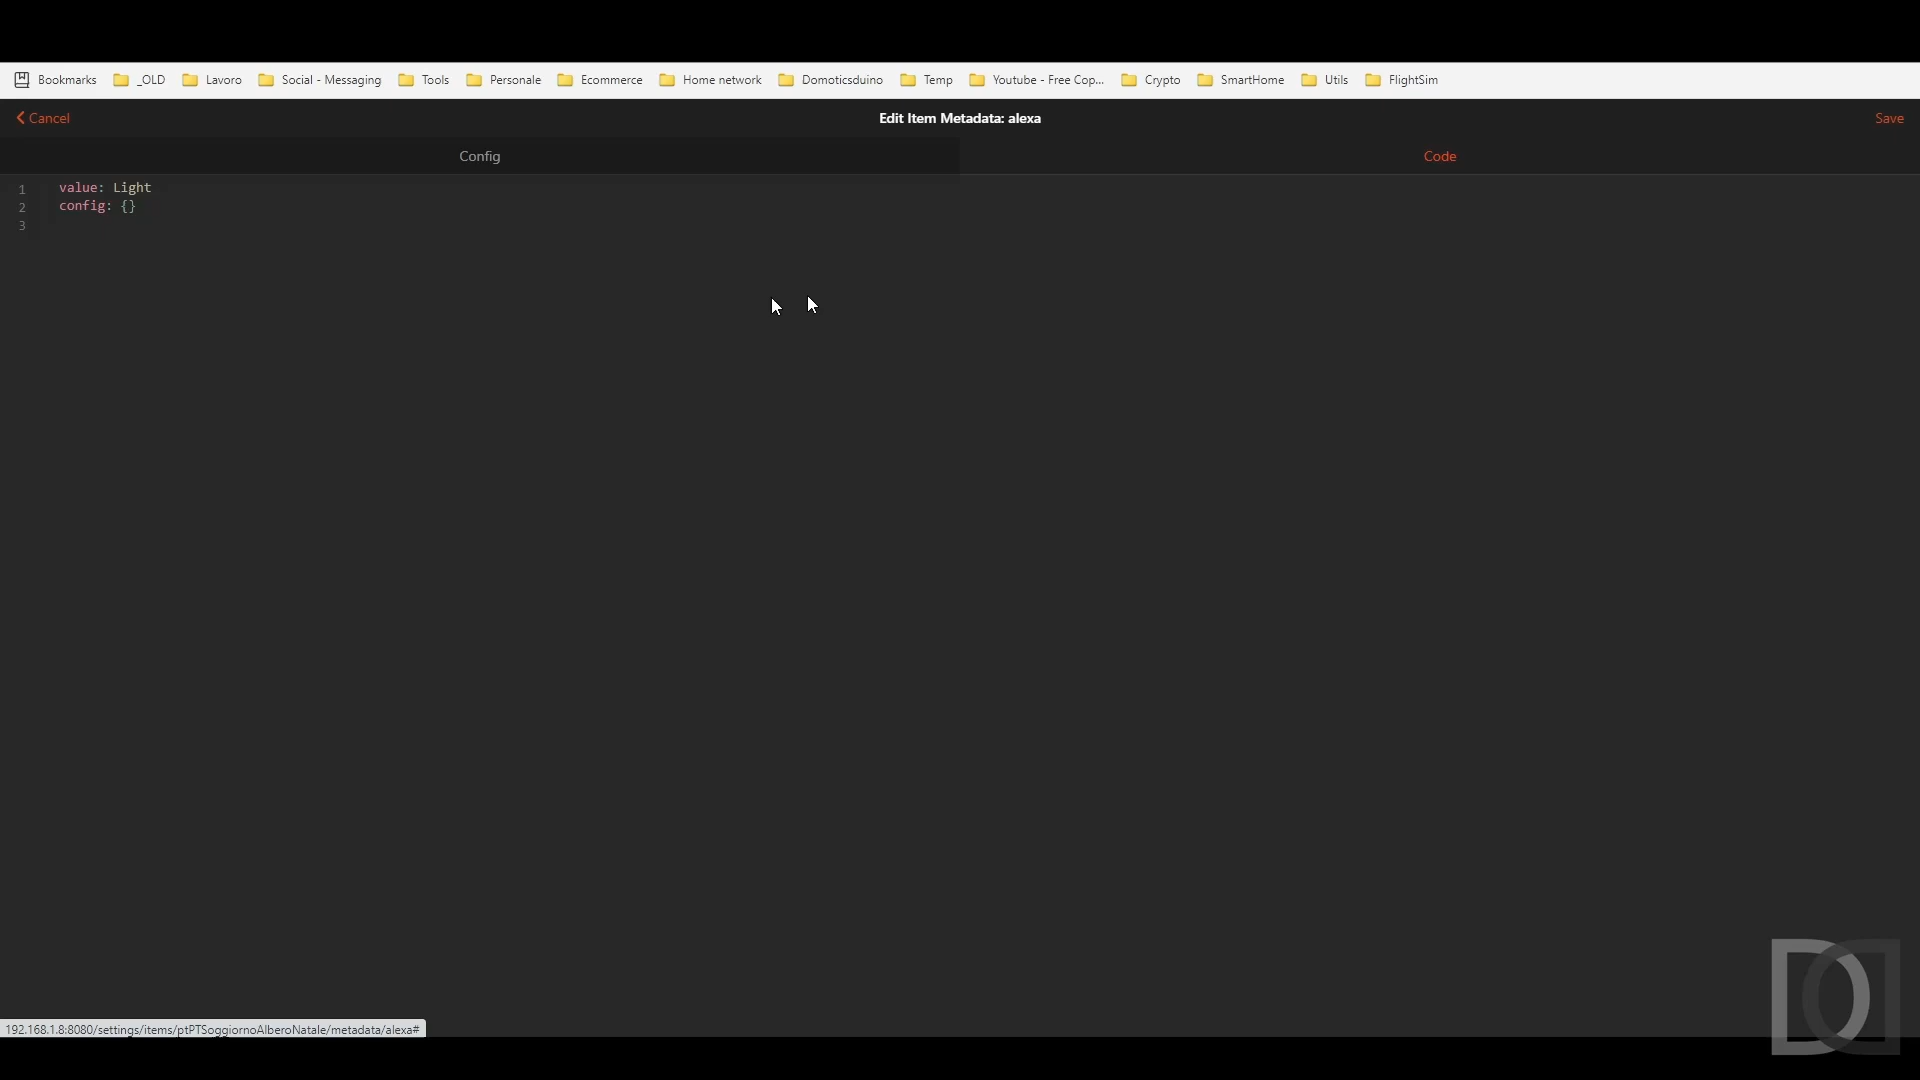 Bookmarks _OLD Lavoro Social - Messaging Tools Personale Ecommerce Home network Domoticsduino Temp Youtube - Free Cop... Crypto SmartHome Utils FlightSim
Cancel Edit Item Metadata: alexa Save
Config Code
1 value: Light
2 config: {}
3
192.168.1.8:8080/settings/items/ptPTSoggiornoAlberoNatale/metadata/alexa#
DD